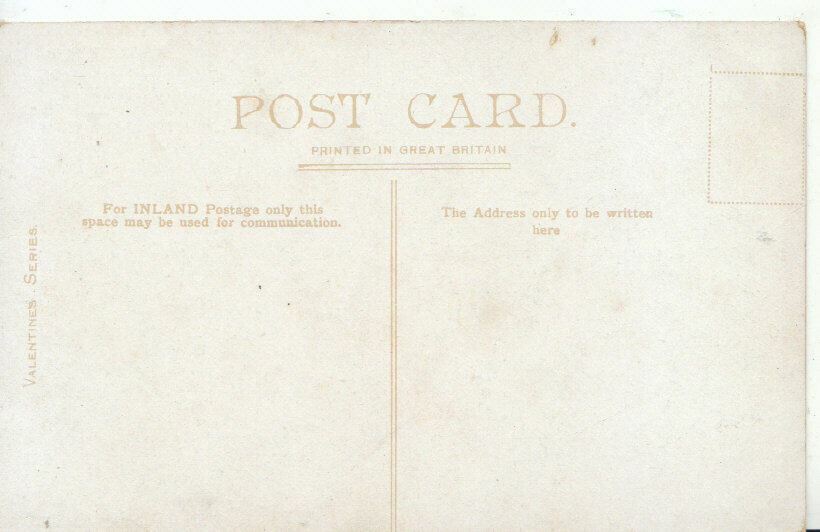 POST CARD.
PRINTED IN GREAT BRITAIN
For INLAND Postage only this
space may be used for communication.
The Address only to be written
here
VALENTINES SERIES.